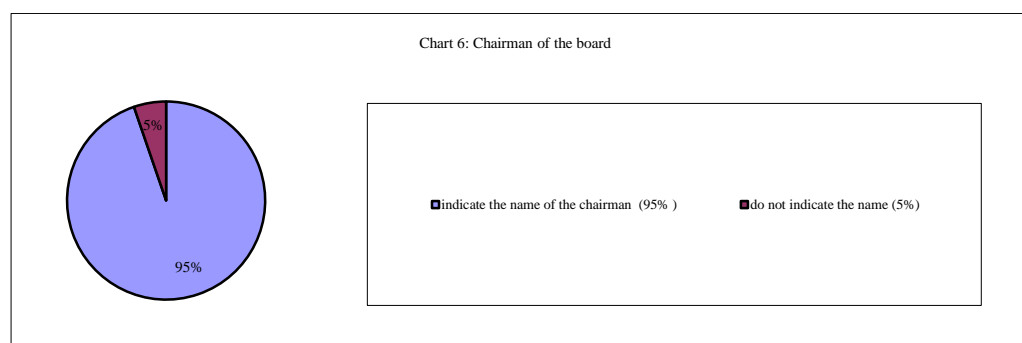 Chart 6: Chairman of the board
5%
95%
indicate the name of the chairman (95% )
do not indicate the name (5%)